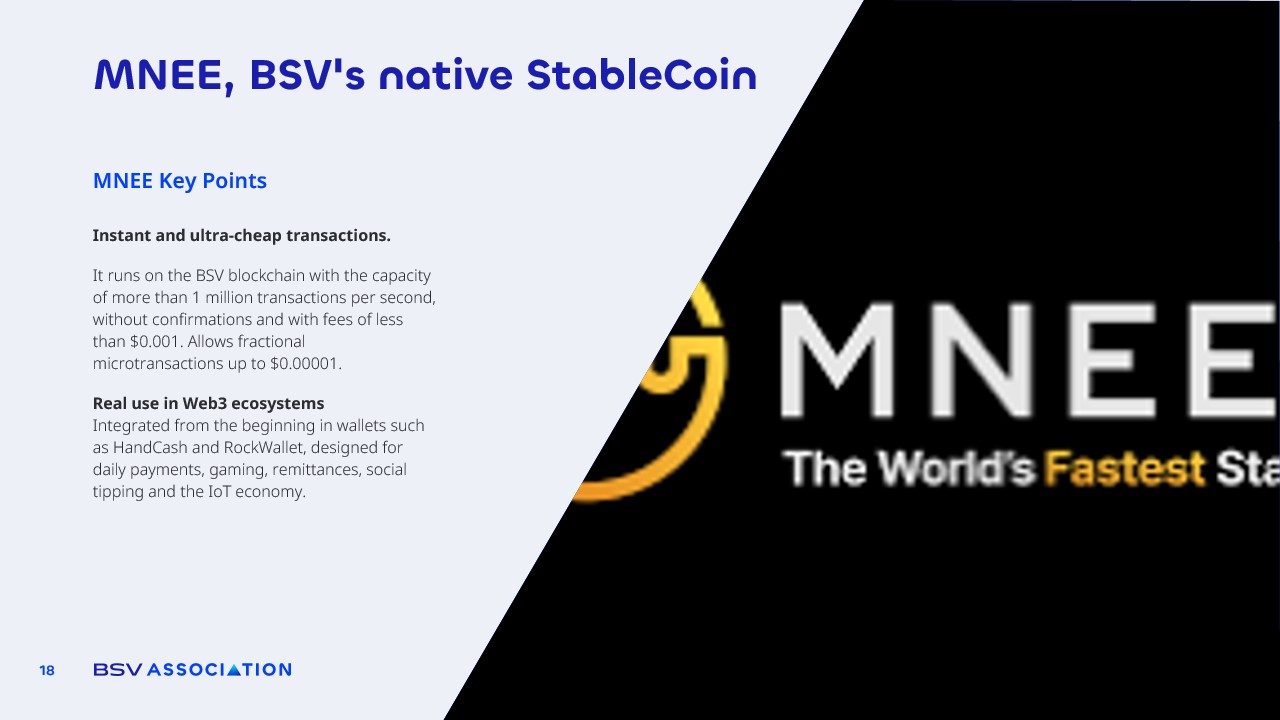 MNEE, BSV's native StableCoin
MNEE Key Points
Instant and ultra-cheap transactions.
It runs on the BSV blockchain with the capacity
of more than 1 million transactions per second,
without confirmations and with fees of less
than $0.001. Allows fractional
microtransactions up to $0.00001.
Real use in Web3 ecosystems
Integrated from the beginning in wallets such
as HandCash and RockWallet, designed for
daily payments, gaming, remittances, social
tipping and the IoT economy.
MNEE
The World's Fastest Sta
18
BSV ASSOCIATION